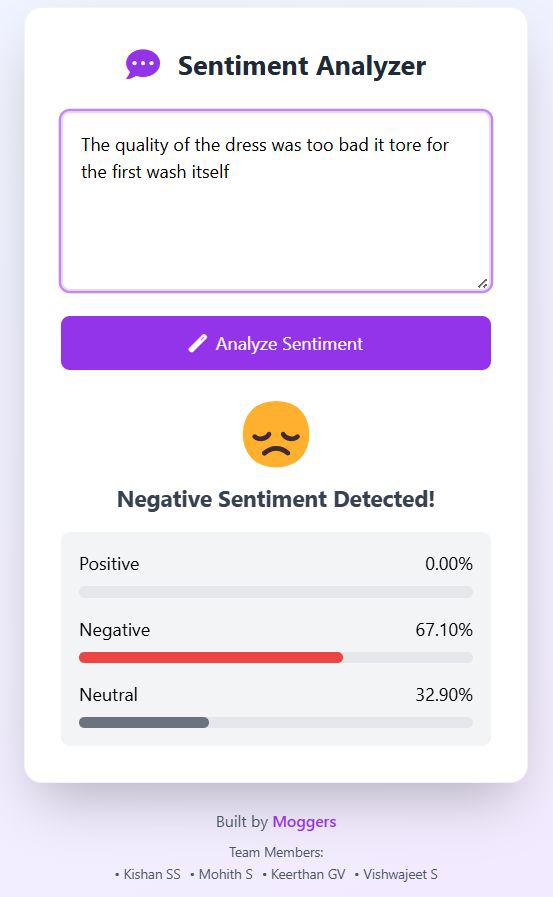 Sentiment Analyzer
The quality of the dress was too bad it tore for
the first wash itself
Analyze Sentiment
Negative Sentiment Detected!
Positive 0.00%
Negative 67.10%
Neutral 32.90%
Built by Moggers
Team Members:
• Kishan SS • Mohith S • Keerthan GV • Vishwajeet S